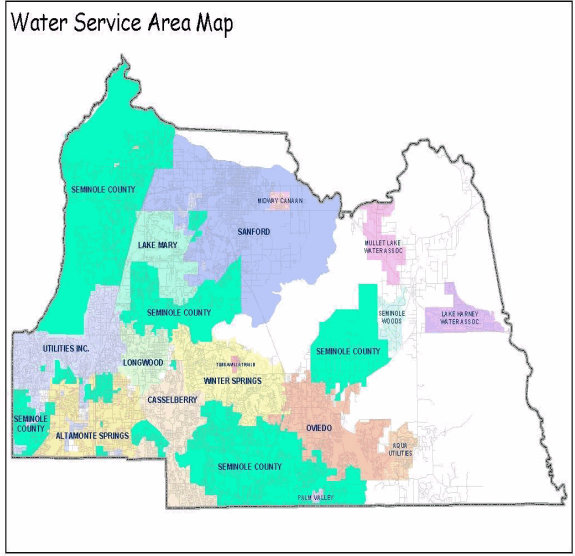 Water Service Area Map
SEMINOLE COUNTY
MIDWAY CANAAN
SANFORD
LAKE MARY
MULLET LAKE
WATER ASSOC
SEMINOLE COUNTY
SEMINOLE
WOODS
LAKE HARNEY
WATER ASSOC
UTILITIES INC.
LONGWOOD
SEMINOLE COUNTY
WINTER SPRINGS
CASSELBERRY
SEMINOLE
COUNTY
ALTAMONTE SPRINGS
OVIEDO
AQUA
UTILITIES
SEMINOLE COUNTY
PALM VALLEY